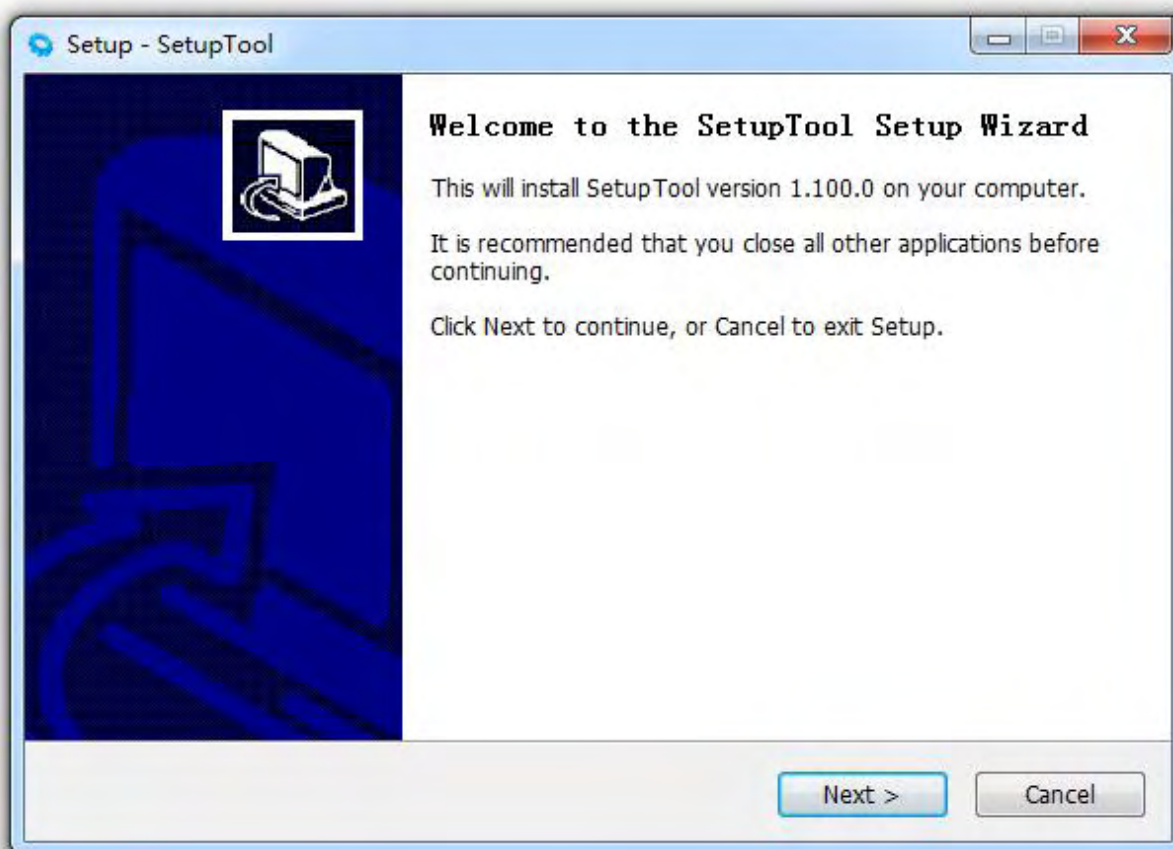 Setup - SetupTool
Welcome to the SetupTool Setup Wizard
This will install SetupTool version 1.100.0 on your computer.
It is recommended that you close all other applications before
continuing.
Click Next to continue, or Cancel to exit Setup.
Next >
Cancel